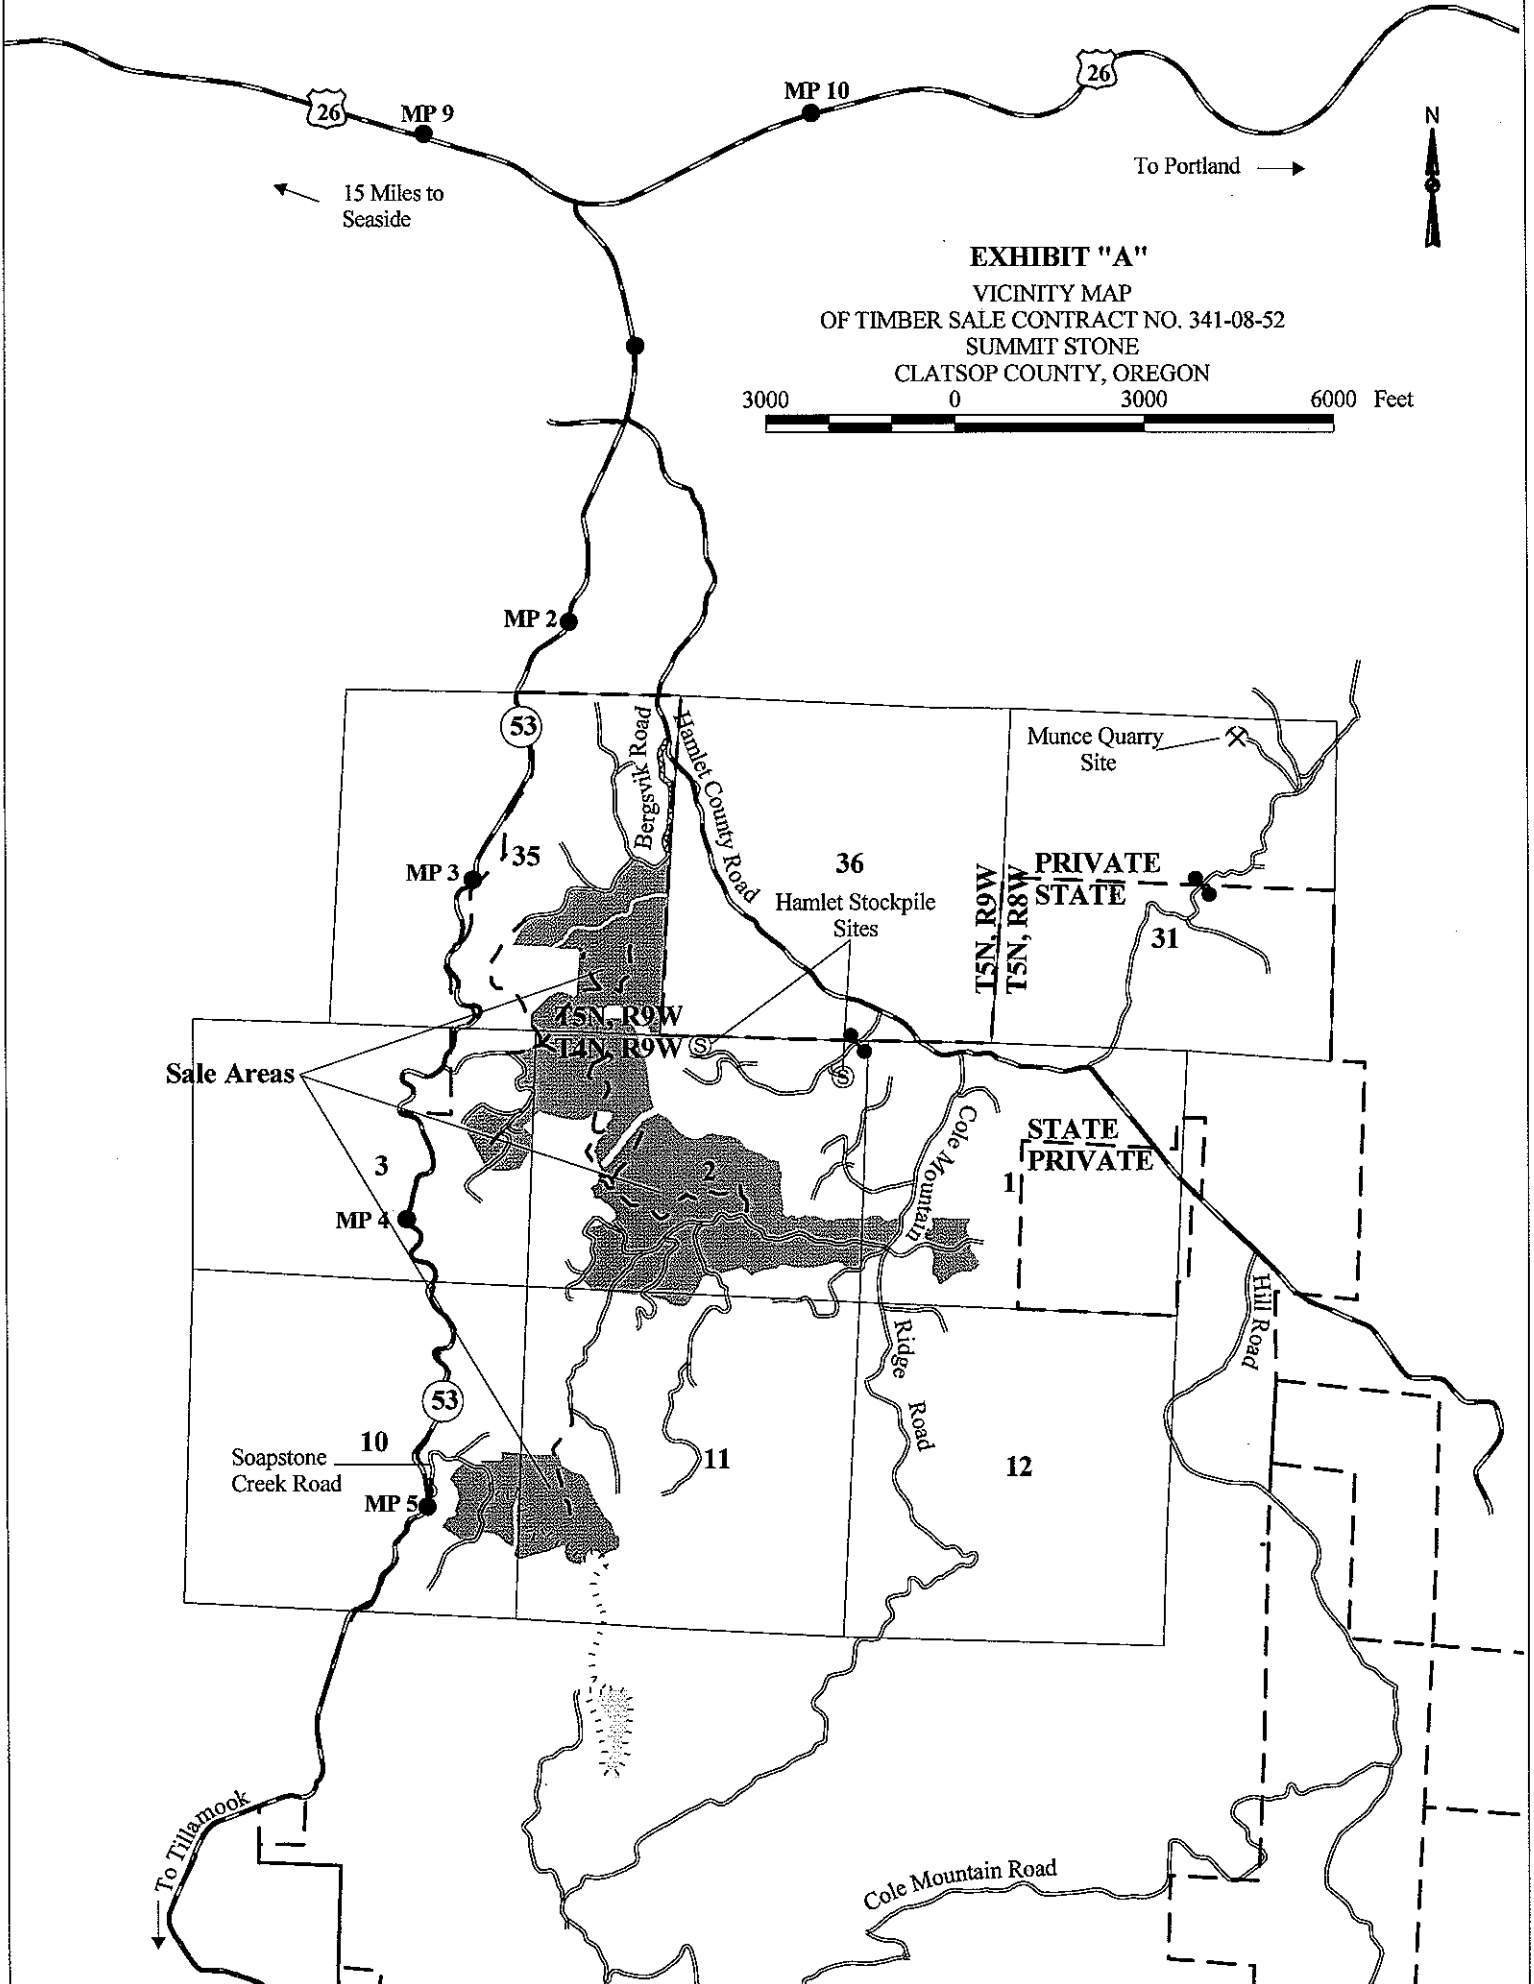 26
MP 9
MP 10
26
N
15 Miles to
Seaside
To Portland
EXHIBIT "A"
VICINITY MAP
OF TIMBER SALE CONTRACT NO. 341-08-52
SUMMIT STONE
CLATSOP COUNTY, OREGON
3000 0 3000 6000 Feet
MP 2
53
Bergsvik Road
Hamlet County Road
Munce Quarry
Site
MP 3
35
36
PRIVATE
STATE
T5N, R9W
T5N, R8W
Hamlet Stockpile
Sites
31
T5N, R9W
T4N, R9W
S
S
Sale Areas
3
2
1
STATE
PRIVATE
Cole Mountain
MP 4
Hill Road
Ridge
Road
53
10
11
12
Soapstone
Creek Road
MP 5
To Tillamook
Cole Mountain Road